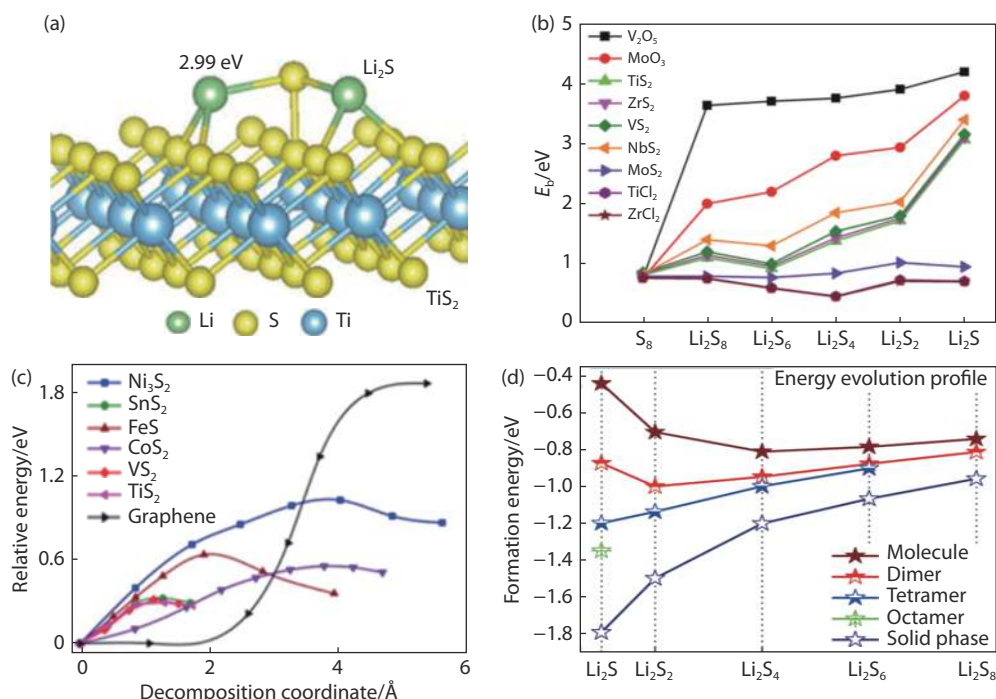 (a)
2.99 eV
Li₂S
TiS₂
Li
S
Ti
(b)
5
4
3
2
1
0
E_b/eV
V₂O₅
MoO₃
TiS₂
ZrS₂
VS₂
NbS₂
MoS₂
TiCl₂
ZrCl₂
S₈ Li₂S₈ Li₂S₆ Li₂S₄ Li₂S₂ Li₂S
(c)
1.8
1.2
0.6
0
Relative energy/eV
Ni₃S₂
SnS₂
FeS
CoS₂
VS₂
TiS₂
Graphene
0 2 4 6
Decomposition coordinate/Å
(d)
Energy evolution profile
−0.4
−0.6
−0.8
−1.0
−1.2
−1.4
−1.6
−1.8
Formation energy/eV
Molecule
Dimer
Tetramer
Octamer
Solid phase
Li₂S Li₂S₂ Li₂S₄ Li₂S₆ Li₂S₈